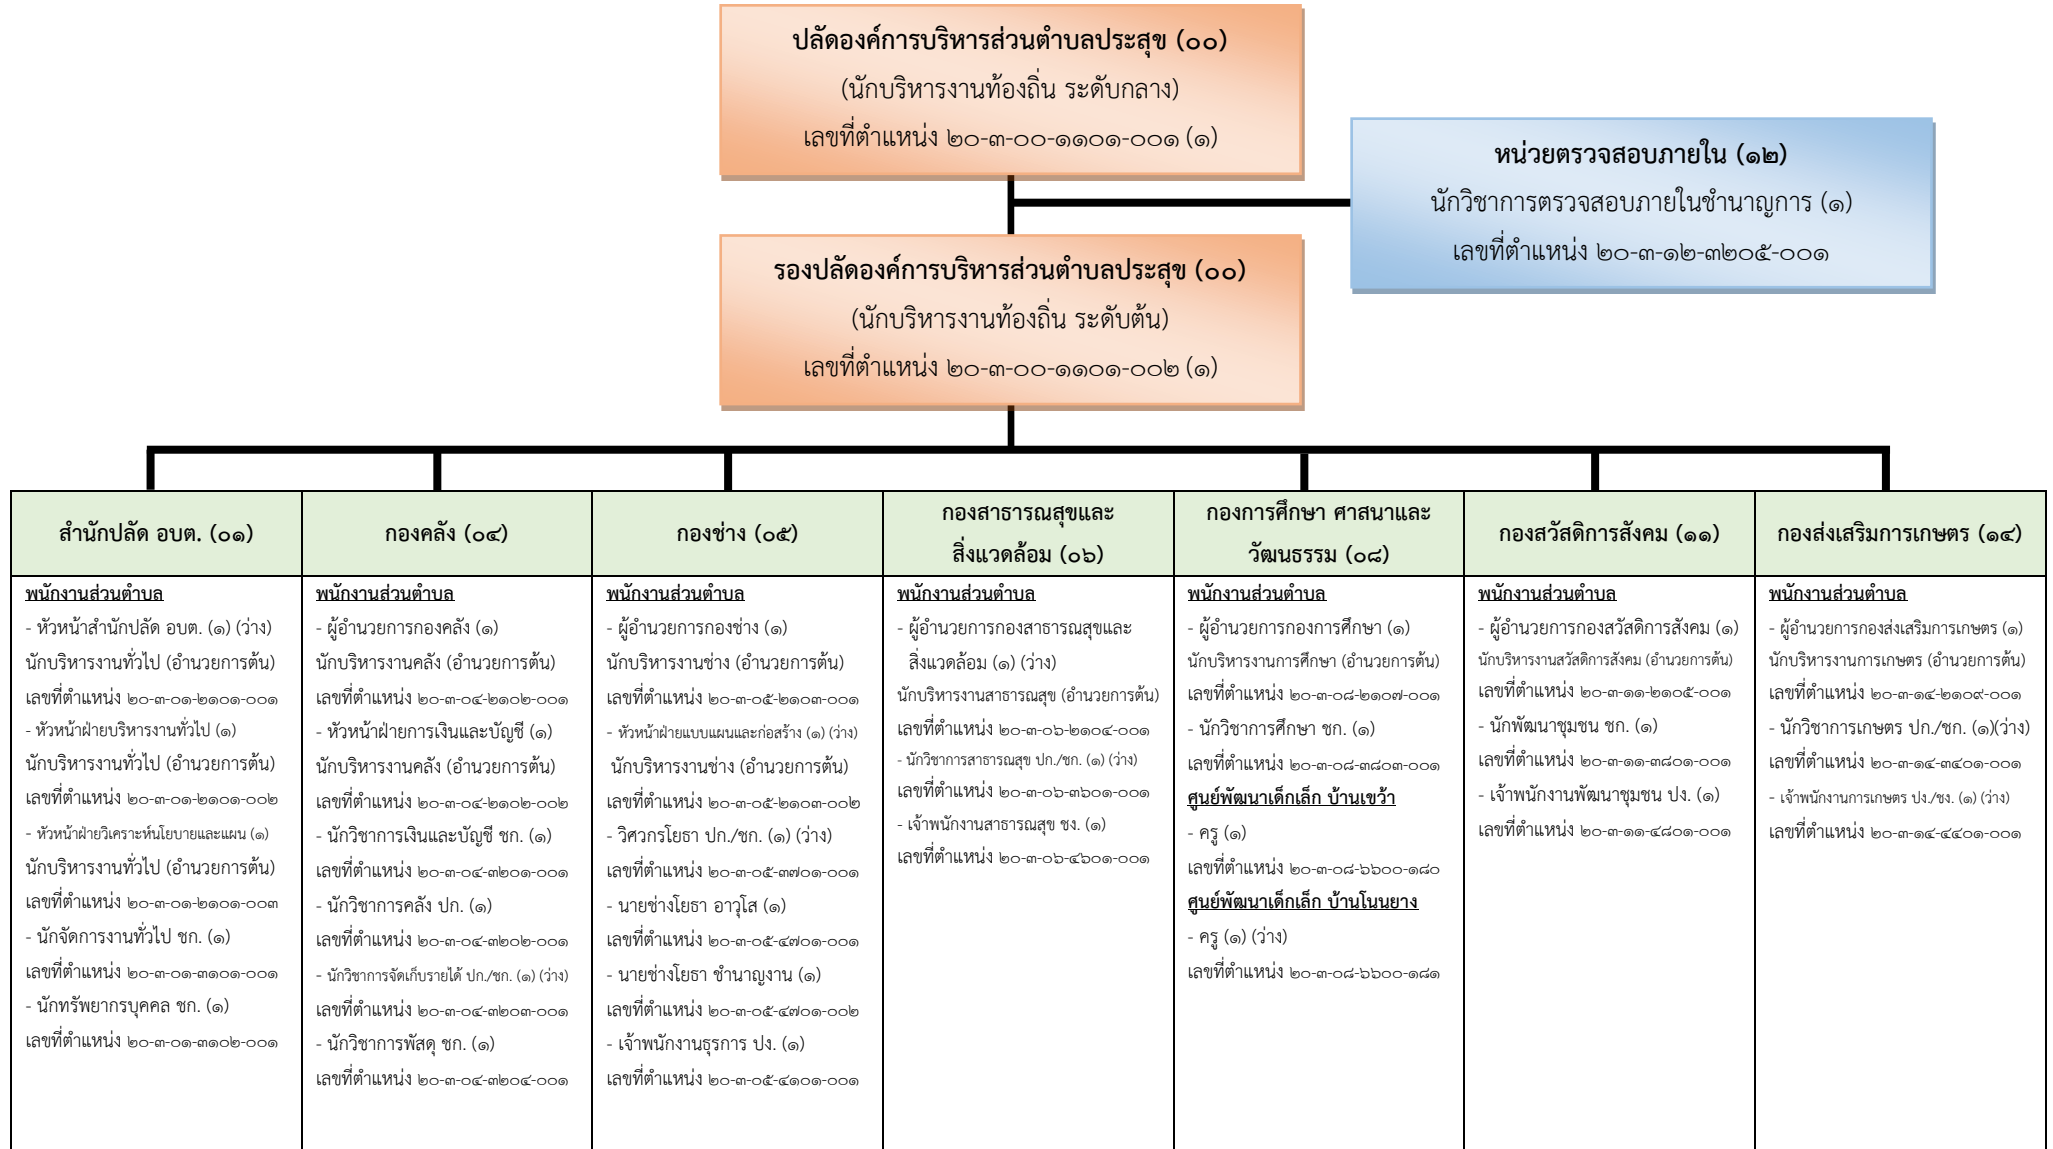 ปลัดองค์การบริหารส่วนตำบลประสุข (๐๐)
(นักบริหารงานท้องถิ่น ระดับกลาง)
เลขที่ตำแหน่ง ๒๐-๓-๐๐-๑๑๐๑-๐๐๑ (๑)
หน่วยตรวจสอบภายใน (๑๒)
นักวิชาการตรวจสอบภายในชำนาญการ (๑)
เลขที่ตำแหน่ง ๒๐-๓-๑๒-๓๒๐๕-๐๐๑
รองปลัดองค์การบริหารส่วนตำบลประสุข (๐๐)
(นักบริหารงานท้องถิ่น ระดับต้น)
เลขที่ตำแหน่ง ๒๐-๓-๐๐-๑๑๐๑-๐๐๒ (๑)
สำนักปลัด อบต. (๐๑)
พนักงานส่วนตำบล
- หัวหน้าสำนักปลัด อบต. (๑) (ว่าง)
นักบริหารงานทั่วไป (อำนวยการต้น)
เลขที่ตำแหน่ง ๒๐-๓-๐๑-๒๑๐๑-๐๐๑
- หัวหน้าฝ่ายบริหารงานทั่วไป (๑)
นักบริหารงานทั่วไป (อำนวยการต้น)
เลขที่ตำแหน่ง ๒๐-๓-๐๑-๒๑๐๑-๐๐๒
- หัวหน้าฝ่ายวิเคราะห์นโยบายและแผน (๑)
นักบริหารงานทั่วไป (อำนวยการต้น)
เลขที่ตำแหน่ง ๒๐-๓-๐๑-๒๑๐๑-๐๐๓
- นักจัดการงานทั่วไป ชก. (๑)
เลขที่ตำแหน่ง ๒๐-๓-๐๑-๓๑๐๑-๐๐๑
- นักทรัพยากรบุคคล ชก. (๑)
เลขที่ตำแหน่ง ๒๐-๓-๐๑-๓๑๐๒-๐๐๑
กองคลัง (๐๔)
พนักงานส่วนตำบล
- ผู้อำนวยการกองคลัง (๑)
นักบริหารงานคลัง (อำนวยการต้น)
เลขที่ตำแหน่ง ๒๐-๓-๐๔-๒๑๐๒-๐๐๑
- หัวหน้าฝ่ายการเงินและบัญชี (๑)
นักบริหารงานคลัง (อำนวยการต้น)
เลขที่ตำแหน่ง ๒๐-๓-๐๔-๒๑๐๒-๐๐๒
- นักวิชาการเงินและบัญชี ชก. (๑)
เลขที่ตำแหน่ง ๒๐-๓-๐๔-๓๒๐๑-๐๐๑
- นักวิชาการคลัง ปก. (๑)
เลขที่ตำแหน่ง ๒๐-๓-๐๔-๓๒๐๒-๐๐๑
- นักวิชาการจัดเก็บรายได้ ปก./ชก. (๑) (ว่าง)
เลขที่ตำแหน่ง ๒๐-๓-๐๔-๓๒๐๓-๐๐๑
- นักวิชาการพัสดุ ชก. (๑)
เลขที่ตำแหน่ง ๒๐-๓-๐๔-๓๒๐๔-๐๐๑
กองช่าง (๐๕)
พนักงานส่วนตำบล
- ผู้อำนวยการกองช่าง (๑)
นักบริหารงานช่าง (อำนวยการต้น)
เลขที่ตำแหน่ง ๒๐-๓-๐๕-๒๑๐๓-๐๐๑
- หัวหน้าฝ่ายแบบแผนและก่อสร้าง (๑) (ว่าง)
นักบริหารงานช่าง (อำนวยการต้น)
เลขที่ตำแหน่ง ๒๐-๓-๐๕-๒๑๐๓-๐๐๒
- วิศวกรโยธา ปก./ชก. (๑) (ว่าง)
เลขที่ตำแหน่ง ๒๐-๓-๐๕-๓๗๐๑-๐๐๑
- นายช่างโยธา อาวุโส (๑)
เลขที่ตำแหน่ง ๒๐-๓-๐๕-๔๗๐๑-๐๐๑
- นายช่างโยธา ชำนาญงาน (๑)
เลขที่ตำแหน่ง ๒๐-๓-๐๕-๔๗๐๑-๐๐๒
- เจ้าพนักงานธุรการ ปง. (๑)
เลขที่ตำแหน่ง ๒๐-๓-๐๕-๔๑๐๑-๐๐๑
กองสาธารณสุขและ
สิ่งแวดล้อม (๐๖)
พนักงานส่วนตำบล
- ผู้อำนวยการกองสาธารณสุขและ
สิ่งแวดล้อม (๑) (ว่าง)
นักบริหารงานสาธารณสุข (อำนวยการต้น)
เลขที่ตำแหน่ง ๒๐-๓-๐๖-๒๑๐๔-๐๐๑
- นักวิชาการสาธารณสุข ปก./ชก. (๑) (ว่าง)
เลขที่ตำแหน่ง ๒๐-๓-๐๖-๓๖๐๑-๐๐๑
- เจ้าพนักงานสาธารณสุข ชง. (๑)
เลขที่ตำแหน่ง ๒๐-๓-๐๖-๔๖๐๑-๐๐๑
กองการศึกษา ศาสนาและ
วัฒนธรรม (๐๘)
พนักงานส่วนตำบล
- ผู้อำนวยการกองการศึกษา (๑)
นักบริหารงานการศึกษา (อำนวยการต้น)
เลขที่ตำแหน่ง ๒๐-๓-๐๘-๒๑๐๗-๐๐๑
- นักวิชาการศึกษา ชก. (๑)
เลขที่ตำแหน่ง ๒๐-๓-๐๘-๓๘๐๓-๐๐๑
ศูนย์พัฒนาเด็กเล็ก บ้านเขว้า
- ครู (๑)
เลขที่ตำแหน่ง ๒๐-๓-๐๘-๖๖๐๐-๑๘๐
ศูนย์พัฒนาเด็กเล็ก บ้านโนนยาง
- ครู (๑) (ว่าง)
เลขที่ตำแหน่ง ๒๐-๓-๐๘-๖๖๐๐-๑๘๑
กองสวัสดิการสังคม (๑๑)
พนักงานส่วนตำบล
- ผู้อำนวยการกองสวัสดิการสังคม (๑)
นักบริหารงานสวัสดิการสังคม (อำนวยการต้น)
เลขที่ตำแหน่ง ๒๐-๓-๑๑-๒๑๐๕-๐๐๑
- นักพัฒนาชุมชน ชก. (๑)
เลขที่ตำแหน่ง ๒๐-๓-๑๑-๓๘๐๑-๐๐๑
- เจ้าพนักงานพัฒนาชุมชน ปง. (๑)
เลขที่ตำแหน่ง ๒๐-๓-๑๑-๔๘๐๑-๐๐๑
กองส่งเสริมการเกษตร (๑๔)
พนักงานส่วนตำบล
- ผู้อำนวยการกองส่งเสริมการเกษตร (๑)
นักบริหารงานการเกษตร (อำนวยการต้น)
เลขที่ตำแหน่ง ๒๐-๓-๑๔-๒๑๐๙-๐๐๑
- นักวิชาการเกษตร ปก./ชก. (๑)(ว่าง)
เลขที่ตำแหน่ง ๒๐-๓-๑๔-๓๔๐๑-๐๐๑
- เจ้าพนักงานการเกษตร ปง./ชง. (๑) (ว่าง)
เลขที่ตำแหน่ง ๒๐-๓-๑๔-๔๔๐๑-๐๐๑